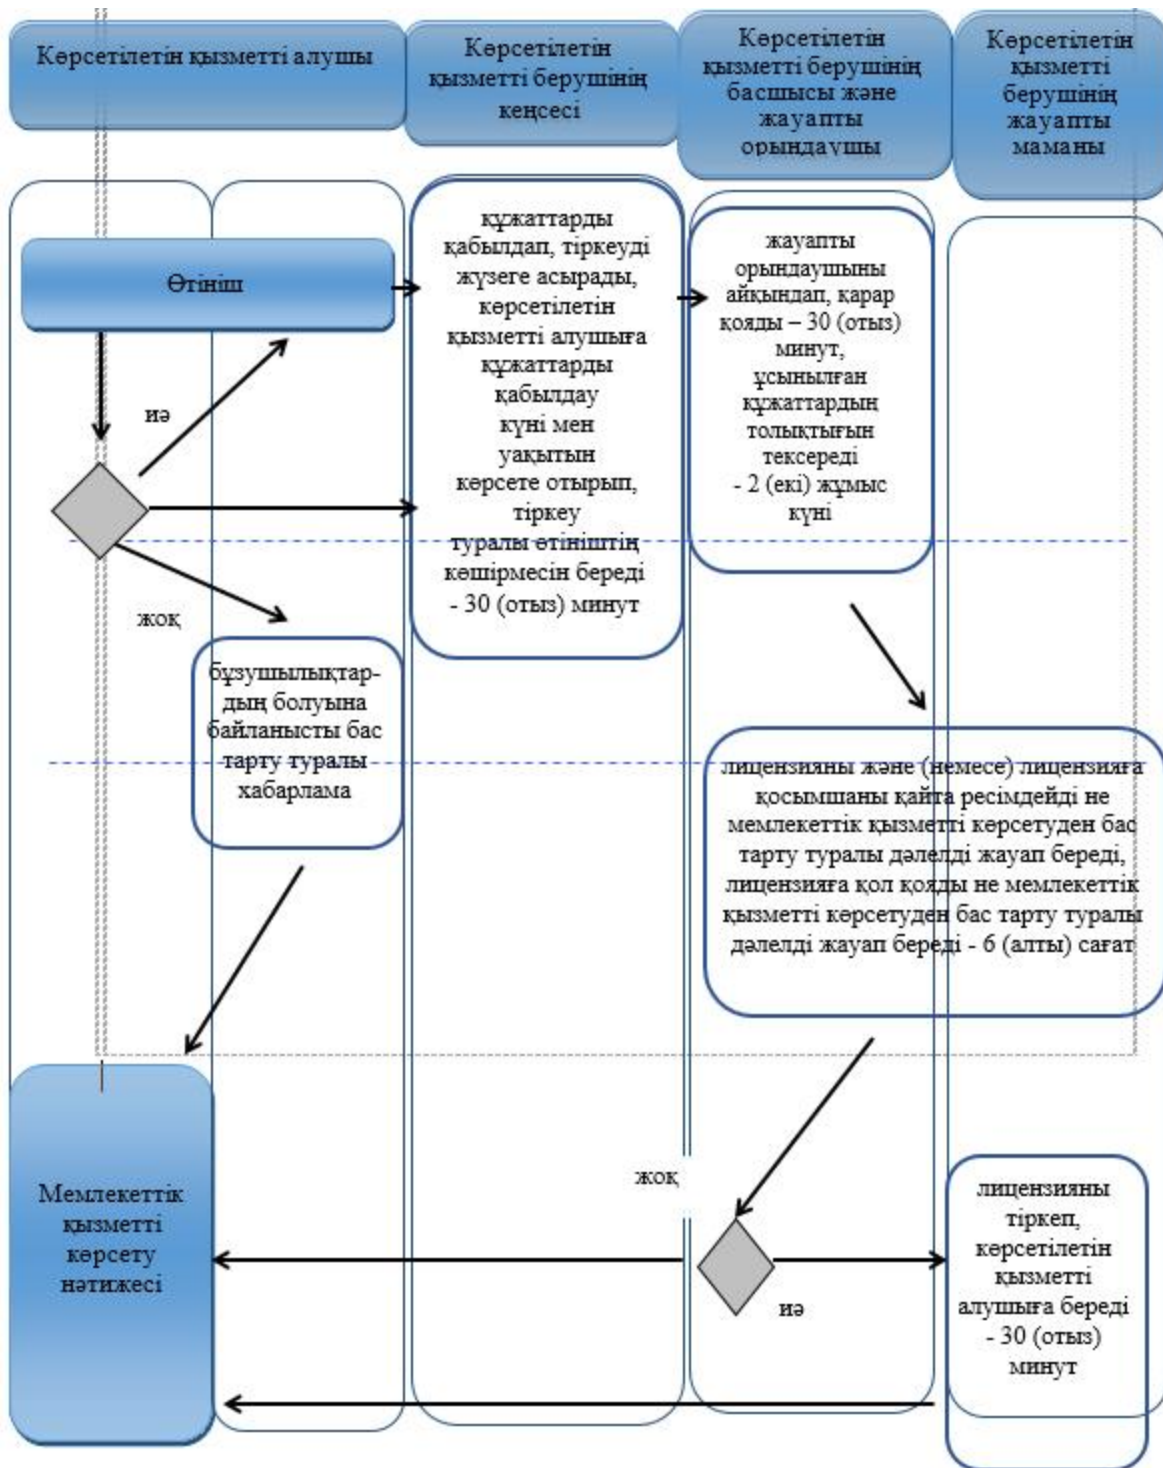 Көрсетілетін қызметті алушы
Көрсетілетін
қызметті берушінің
кеңсесі
Көрсетілетін
қызметті берушінің
басшысы және
жауапты
орындаушы
Көрсетілетін
қызметті
берушінің
жауапты
маманы
Өтініш
құжаттарды
қабылдап, тіркеуді
жүзеге асырады,
көрсетілетін
қызметті алушыға
құжаттарды
қабылдау
күні мен
уақытын
көрсете отырып,
тіркеу
туралы өтініштің
көшірмесін береді
- 30 (отыз) минут
жауапты
орындаушыны
айқындап, қарар
қояды – 30 (отыз)
минут,
ұсынылған
құжаттардың
толықтығын
тексереді
- 2 (екі) жұмыс
күні
иә
жоқ
бұзушылықтар-
дың болуына
байланысты бас
тарту туралы
хабарлама
лицензияны және (немесе) лицензияға
қосымшаны қайта ресімдейді не
мемлекеттік қызметті көрсетуден бас
тарту туралы дәлелді жауап береді,
лицензияға қол қояды не мемлекеттік
қызметті көрсетуден бас тарту туралы
дәлелді жауап береді - 6 (алты) сағат
Мемлекеттік
қызметті
көрсету
нәтижесі
жоқ
иә
лицензияны
тіркеп,
көрсетілетін
қызметті
алушыға береді
- 30 (отыз)
минут